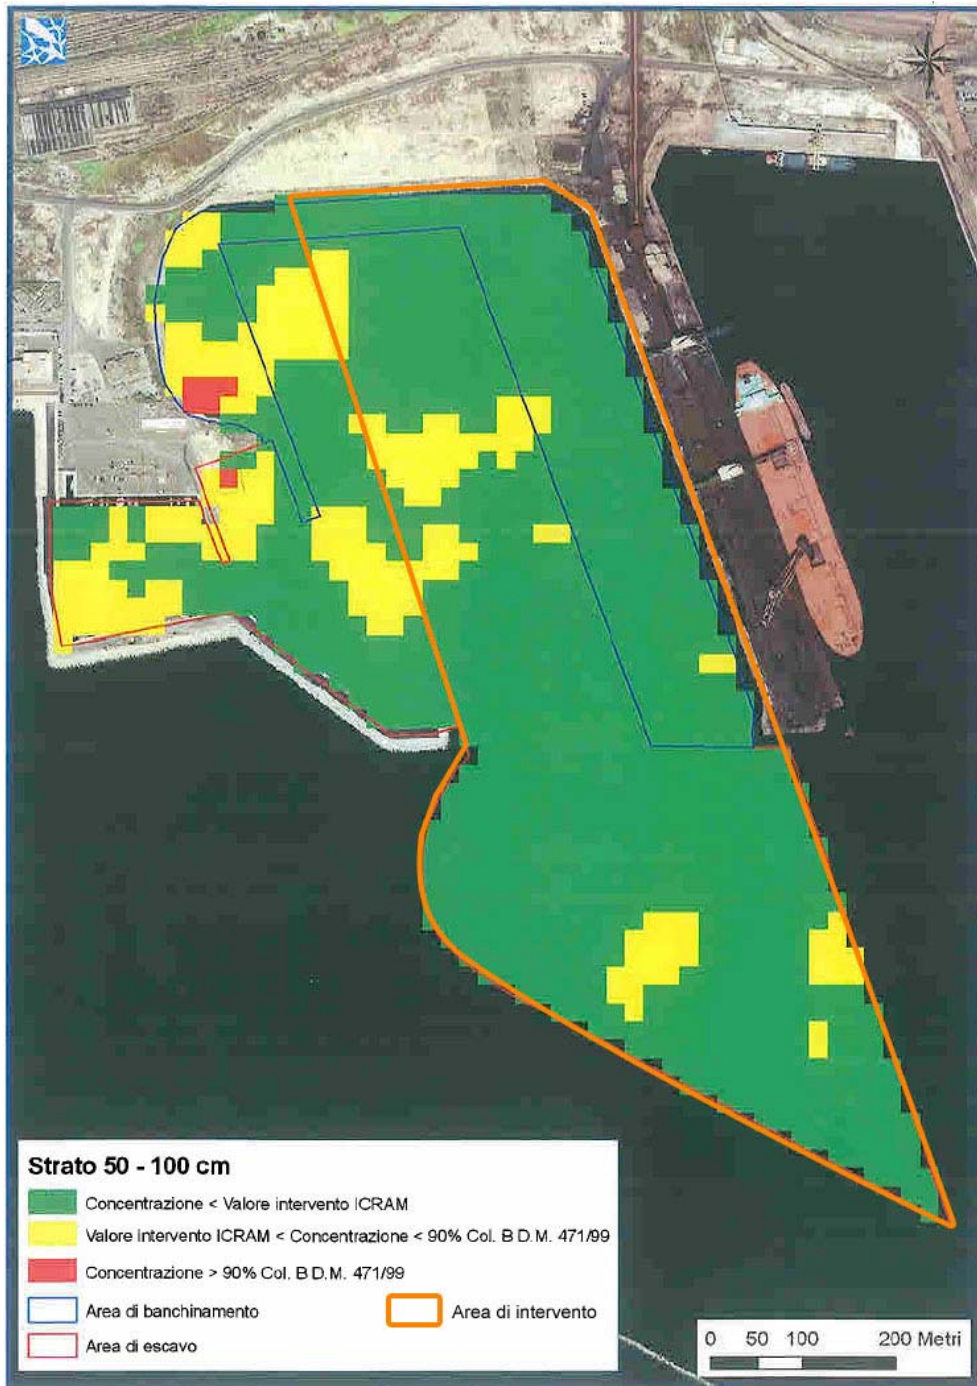 Strato 50 - 100 cm
Concentrazione < Valore intervento ICRAM
Valore intervento ICRAM < Concentrazione < 90% Col. B D.M. 471/99
Concentrazione > 90% Col. B D.M. 471/99
Area di banchinamento
Area di intervento
Area di escavo
0 50 100 200 Metri